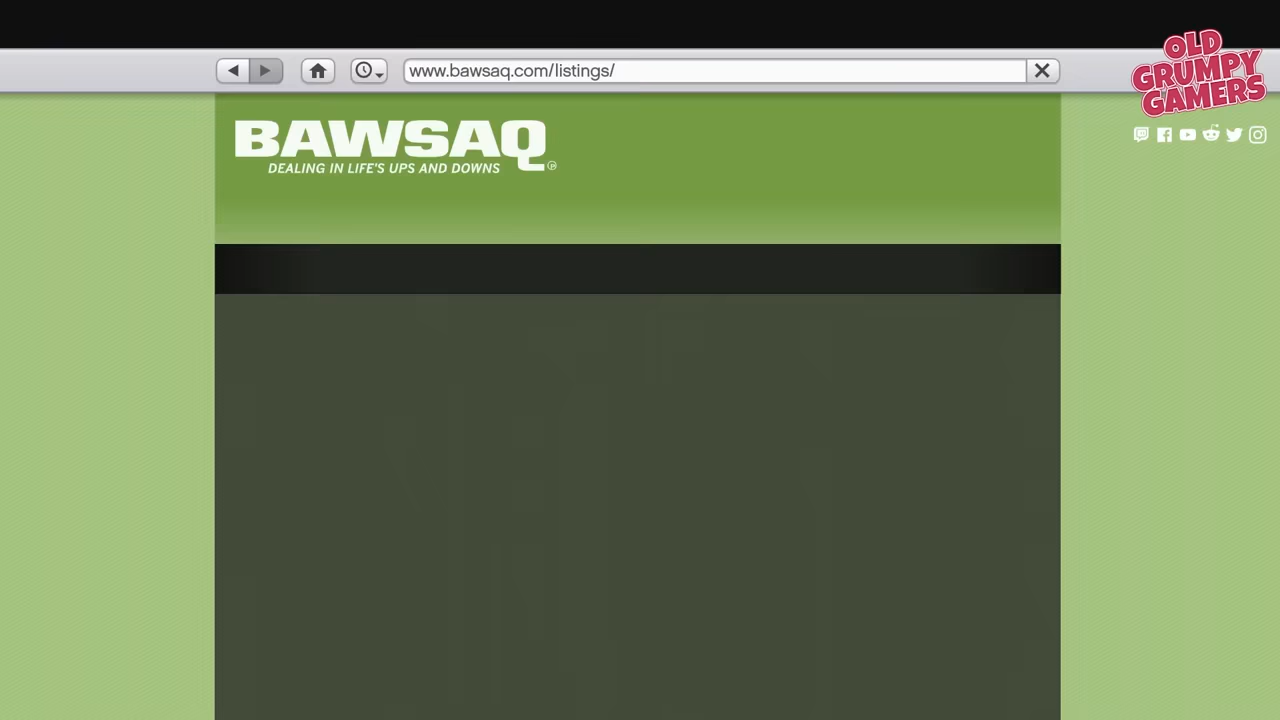 www.bawsaq.com/listings/
OLD
GRUMPY
GAMERS
BAWSAQ
DEALING IN LIFE'S UPS AND DOWNS